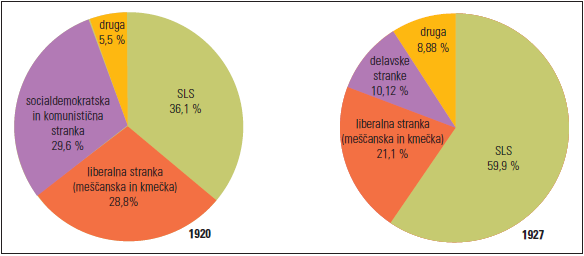 druga
5,5 %
SLS
36,1 %
socialdemokratska
in komunistična
stranka
29,6 %
liberalna stranka
(meščanska in kmečka)
28,8%
1920
druga
8,88 %
delavske
stranke
10,12 %
liberalna stranka
(meščanska in kmečka)
21,1 %
SLS
59,9 %
1927